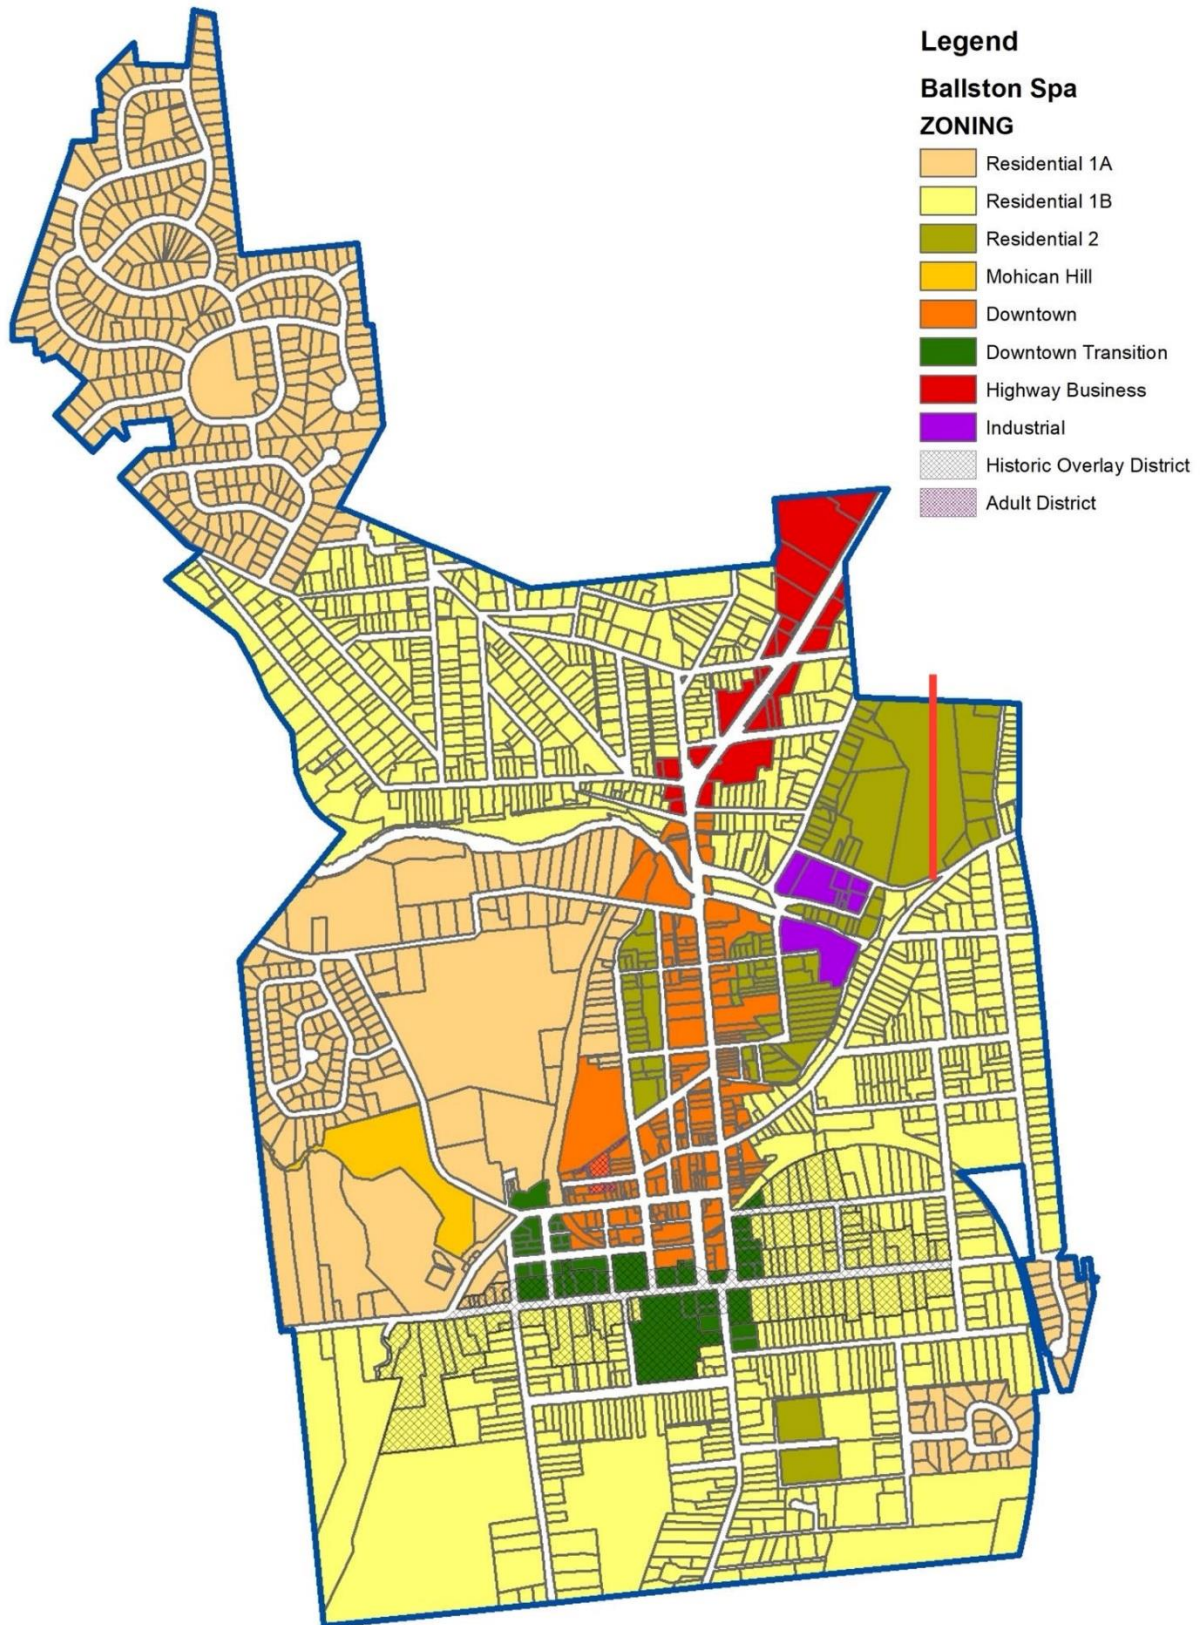 Legend
Ballston Spa
ZONING
Residential 1A
Residential 1B
Residential 2
Mohican Hill
Downtown
Downtown Transition
Highway Business
Industrial
Historic Overlay District
Adult District